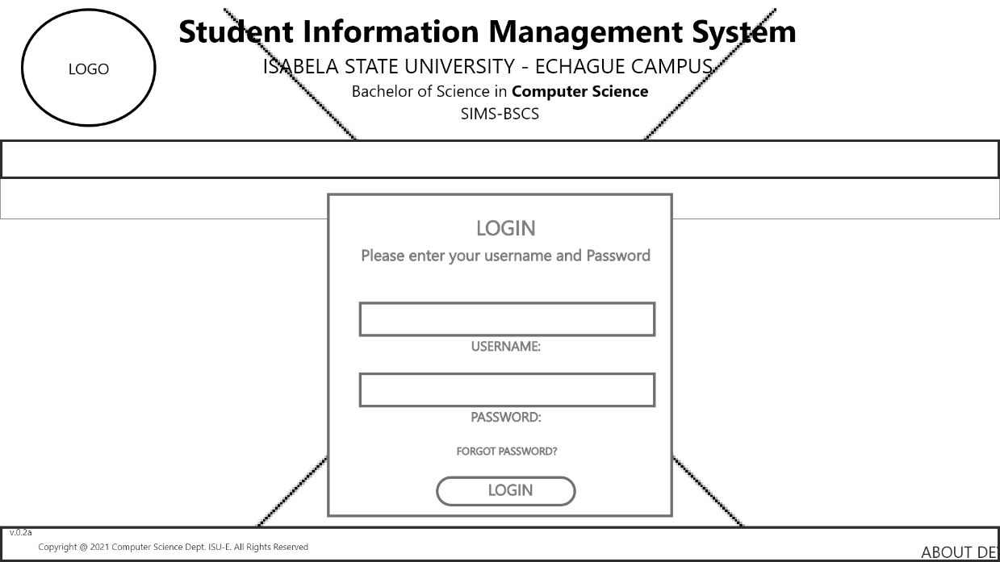 LOGO
Student Information Management System
ISABELA STATE UNIVERSITY - ECHAGUE CAMPUS
Bachelor of Science in Computer Science
SIMS-BSCS
LOGIN
Please enter your username and Password
USERNAME:
PASSWORD:
FORGOT PASSWORD?
LOGIN
v.0.2a
Copyright @ 2021 Computer Science Dept. ISU-E. All Rights Reserved
ABOUT